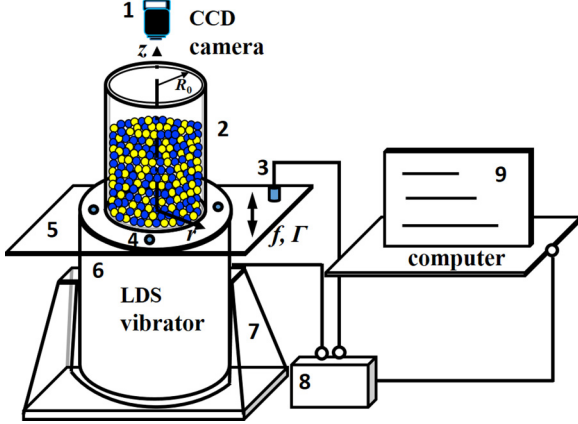 1
CCD
camera
z
R₀
2
3
9
5
4
r
f, Γ
computer
6
LDS
vibrator
7
8